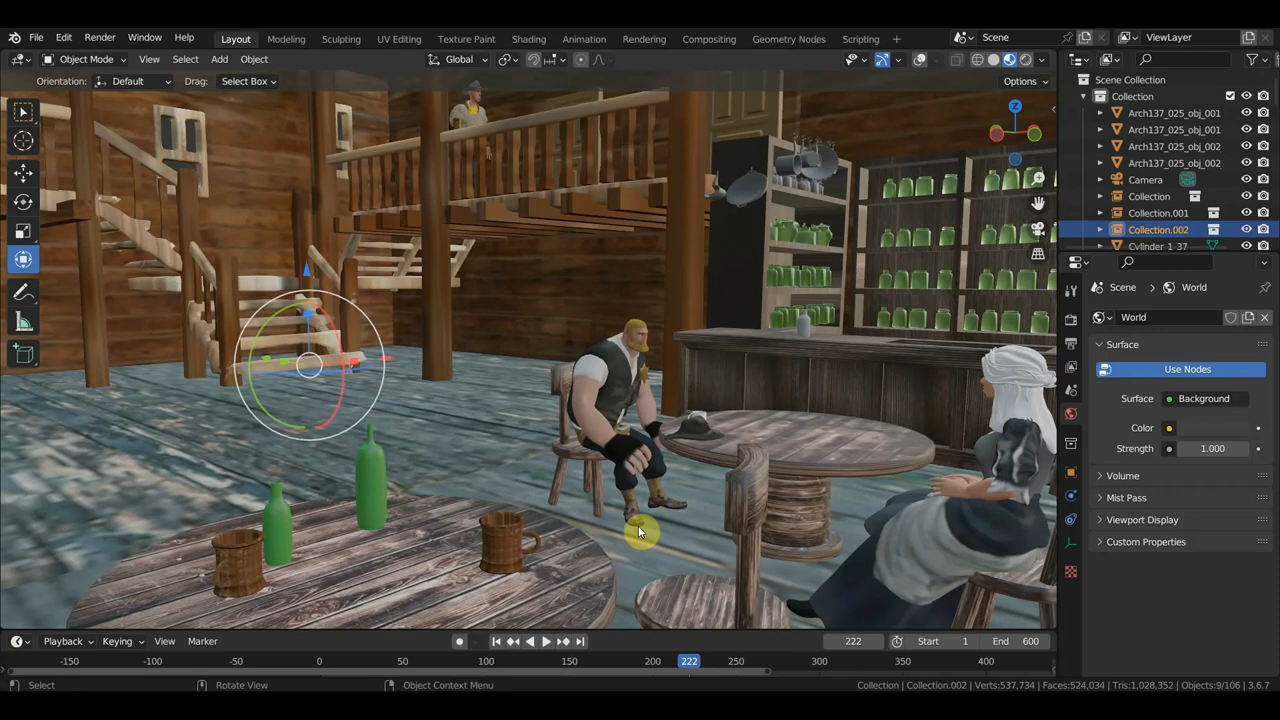 File Edit Render Window Help Layout Modeling Sculpting UV Editing Texture Paint Shading Animation Rendering Compositing Geometry Nodes Scripting + Scene ViewLayer
Object Mode View Select Add Object Global
Orientation: Default Drag: Select Box Options
Scene Collection
Collection
Arch137_025_obj_001
Arch137_025_obj_001
Arch137_025_obj_002
Arch137_025_obj_002
Camera
Collection
Collection.001
Collection.002
Cylinder_1_37
Z
Scene World
World
Surface
Use Nodes
Surface Background
Color
Strength 1.000
Volume
Mist Pass
Viewport Display
Custom Properties
Playback Keying View Marker 222 Start 1 End 600
-150 -100 -50 0 50 100 150 200 222 250 300 350 400
Select Rotate View Object Context Menu Collection | Collection.002 | Verts:537,734 | Faces:524,034 | Tris:1,028,352 | Objects:9/106 | 3.6.7